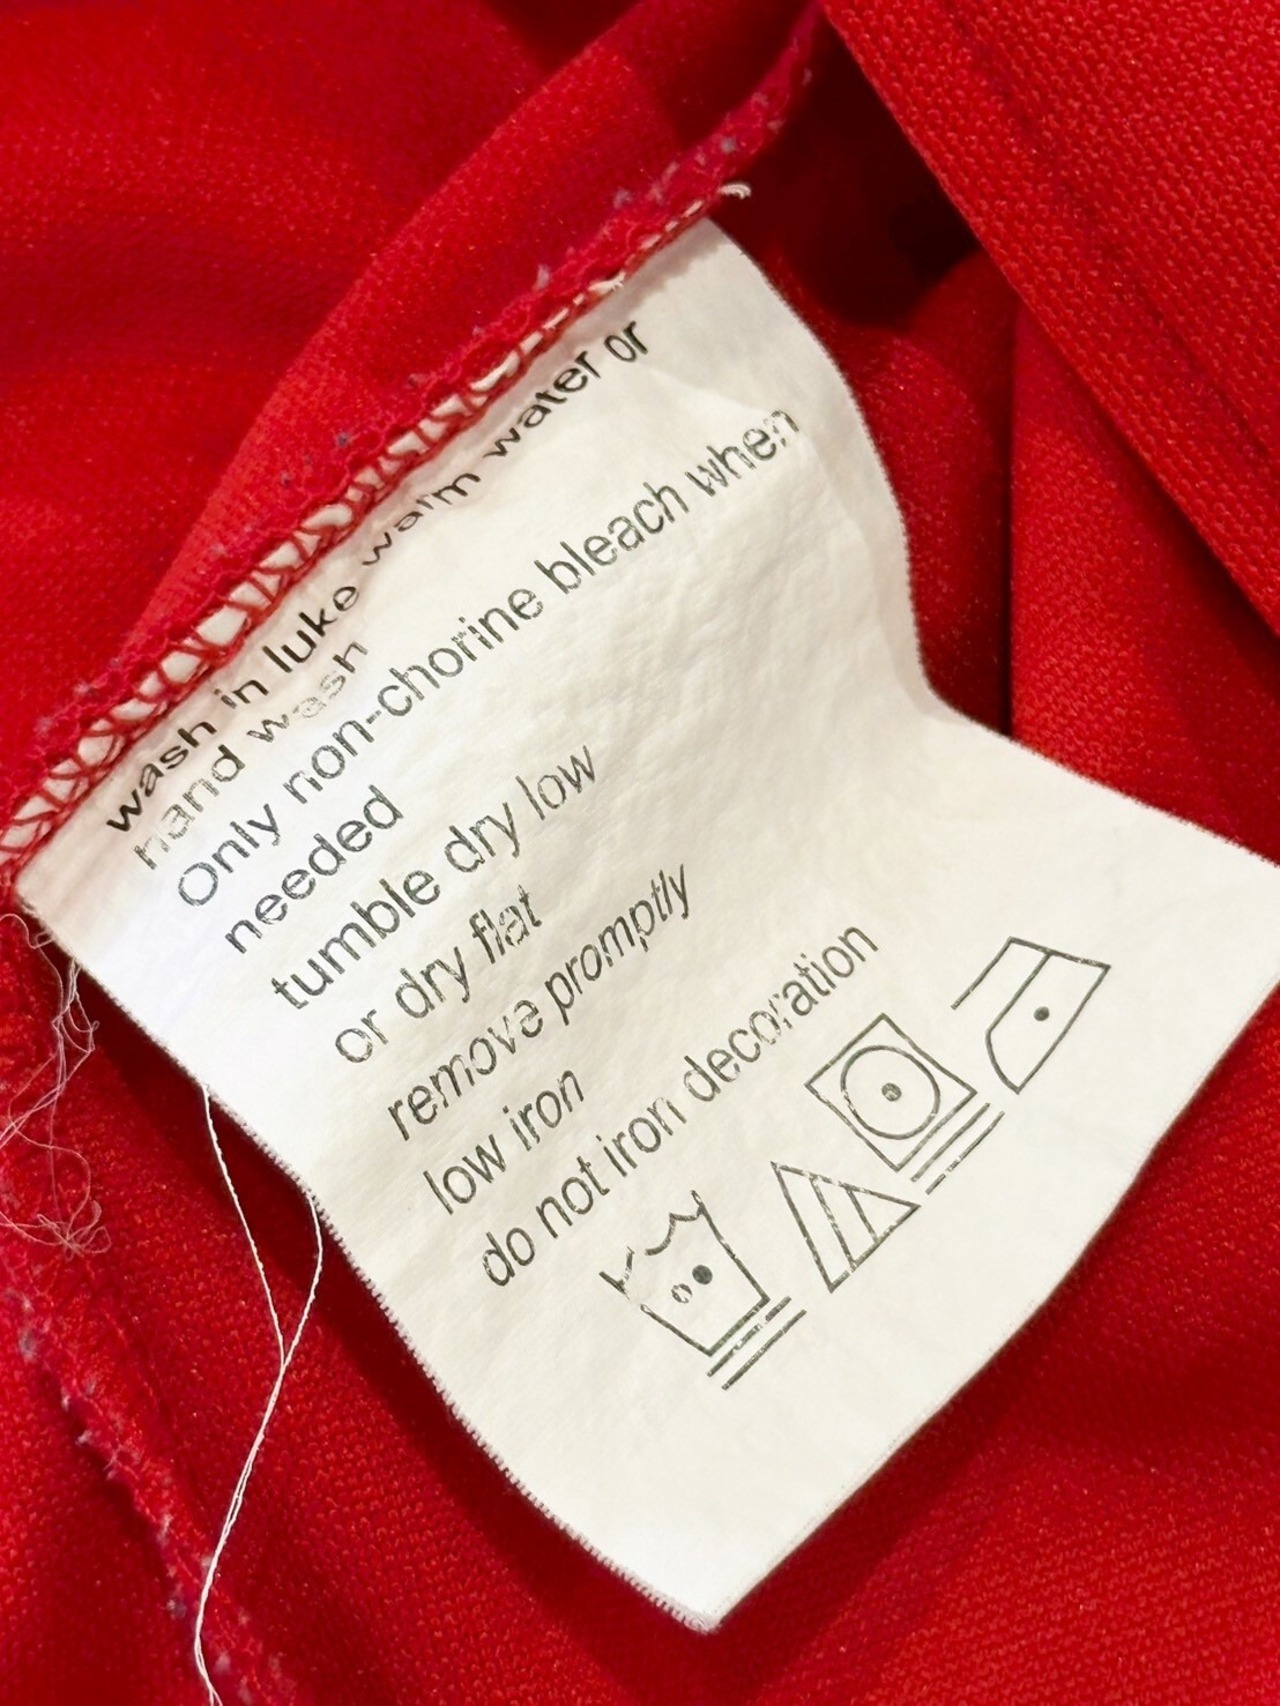 wash in luke warm water or
hand wash
Only non-chorine bleach when
needed
tumble dry low
or dry flat
remove promptly
low iron
do not iron decoration